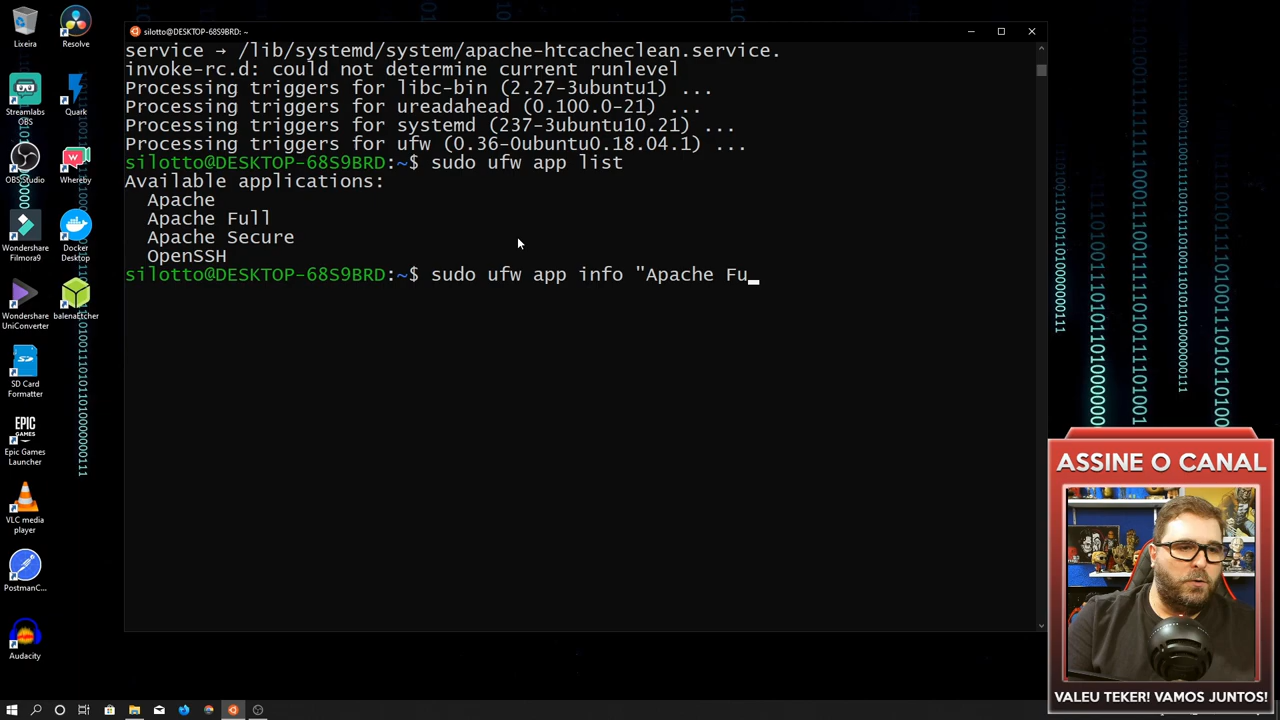 silotto@DESKTOP-68S9BRD: ~
service → /lib/systemd/system/apache-htcacheclean.service.
invoke-rc.d: could not determine current runlevel
Processing triggers for libc-bin (2.27-3ubuntu1) ...
Processing triggers for ureadahead (0.100.0-21) ...
Processing triggers for systemd (237-3ubuntu10.21) ...
Processing triggers for ufw (0.36-0ubuntu0.18.04.1) ...
silotto@DESKTOP-68S9BRD:~$ sudo ufw app list
Available applications:
Apache
Apache Full
Apache Secure
OpenSSH
silotto@DESKTOP-68S9BRD:~$ sudo ufw app info "Apache Fu
Lixeira
Resolve
Streamlabs
OBS
Quark
OBS Studio
Whereby
Wondershare
Filmora9
Docker
Desktop
Wondershare
UniConverter
balenaEtcher
SD Card
Formatter
EPIC
GAMES
Epic Games
Launcher
VLC media
player
PostmanC...
Audacity
ASSINE O CANAL
VALEU TEKER! VAMOS JUNTOS!